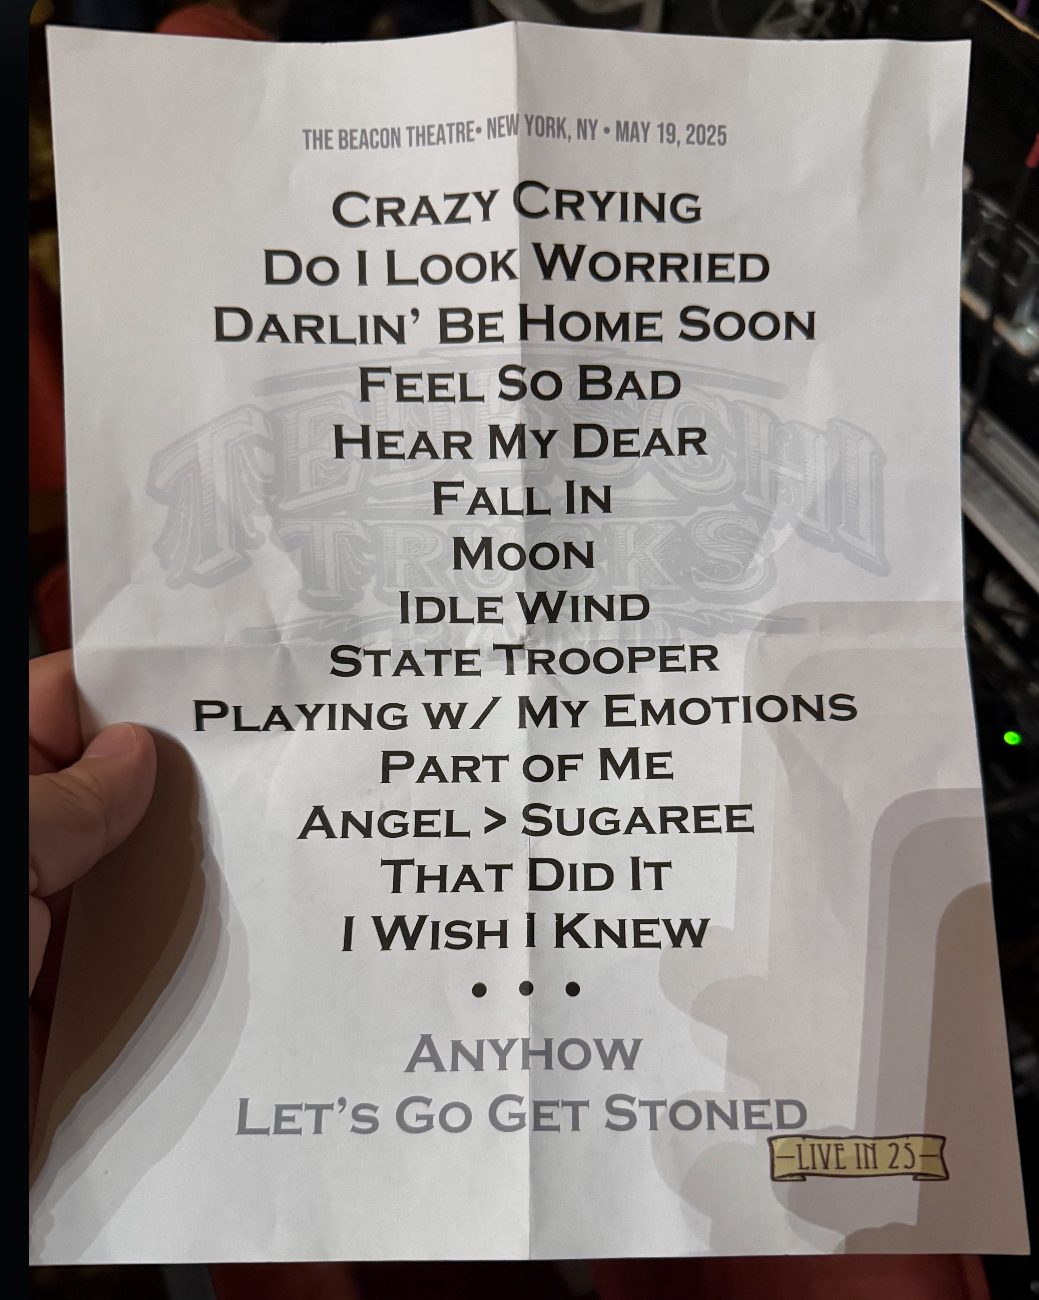 THE BEACON THEATRE• NEW YORK, NY • MAY 19, 2025
CRAZY CRYING
DO I LOOK WORRIED
DARLIN' BE HOME SOON
FEEL SO BAD
HEAR MY DEAR
FALL IN
MOON
IDLE WIND
STATE TROOPER
PLAYING W/ MY EMOTIONS
PART OF ME
ANGEL > SUGAREE
THAT DID IT
I WISH I KNEW
• • •
ANYHOW
LET'S GO GET STONED
LIVE IN 25
TEDESCHI
TRUCKS
BAND